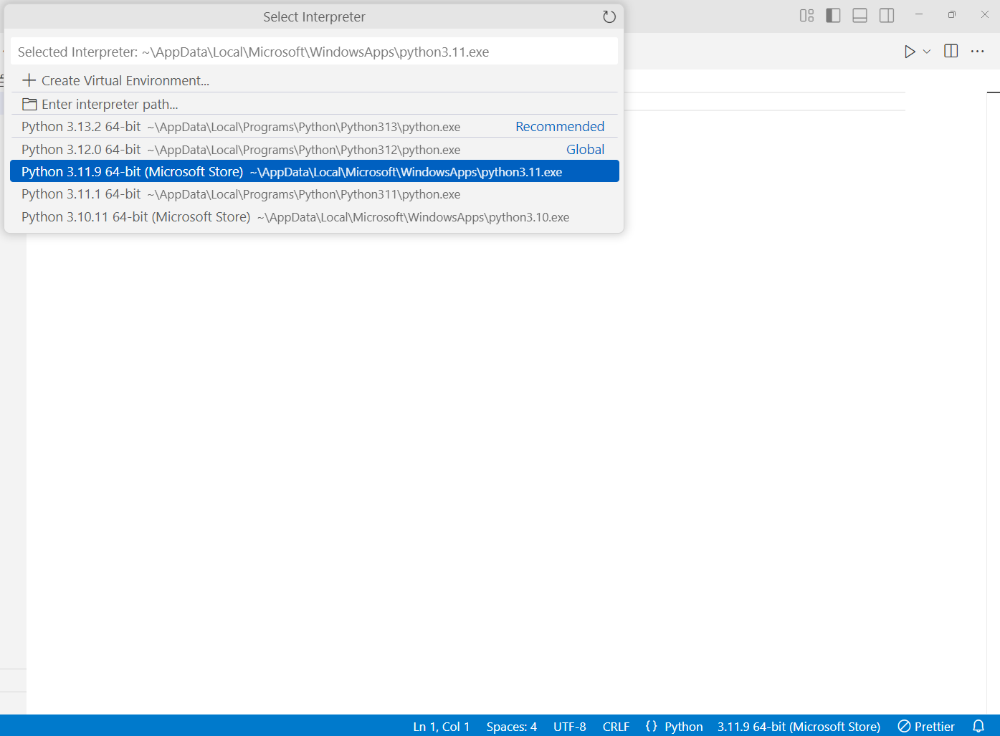 Select Interpreter
Selected Interpreter: ~\AppData\Local\Microsoft\WindowsApps\python3.11.exe
Create Virtual Environment...
Enter interpreter path...
Python 3.13.2 64-bit ~\AppData\Local\Programs\Python\Python313\python.exe Recommended
Python 3.12.0 64-bit ~\AppData\Local\Programs\Python\Python312\python.exe Global
Python 3.11.9 64-bit (Microsoft Store) ~\AppData\Local\Microsoft\WindowsApps\python3.11.exe
Python 3.11.1 64-bit ~\AppData\Local\Programs\Python\Python311\python.exe
Python 3.10.11 64-bit (Microsoft Store) ~\AppData\Local\Microsoft\WindowsApps\python3.10.exe
Ln 1, Col 1 Spaces: 4 UTF-8 CRLF {} Python 3.11.9 64-bit (Microsoft Store) Prettier